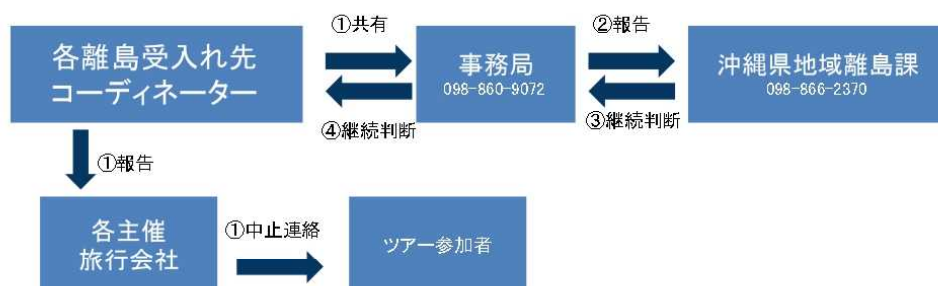 ①共有
②報告
各離島受入れ先
コーディネーター
事務局
098-860-9072
沖縄県地域離島課
098-866-2370
④継続判断
③継続判断
①報告
各主催
旅行会社
①中止連絡
ツアー参加者